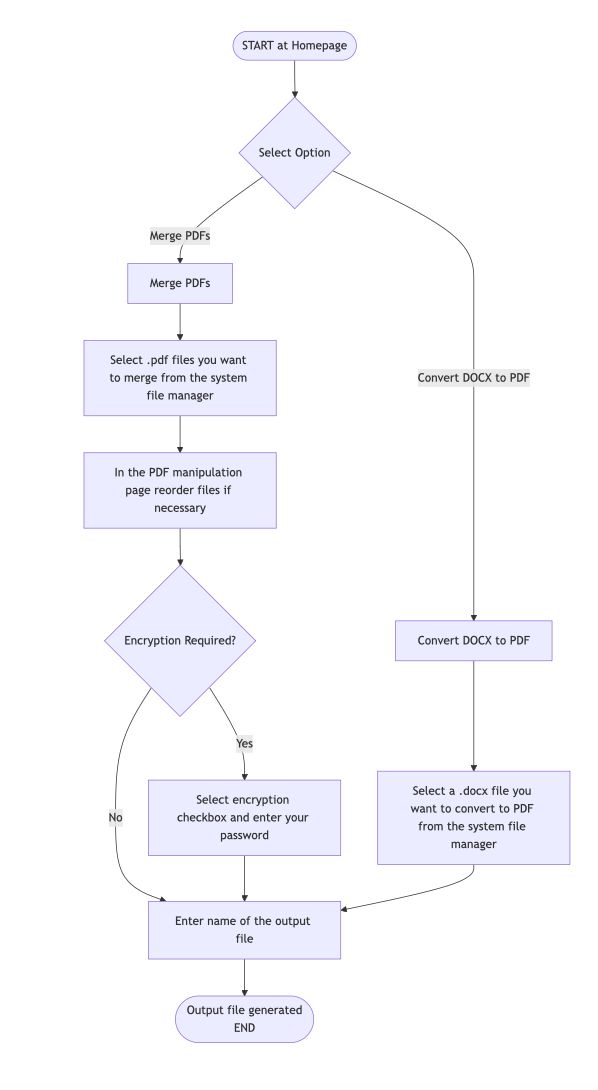 START at Homepage
Select Option
Merge PDFs
Merge PDFs
Select .pdf files you want
to merge from the system
file manager
Convert DOCX to PDF
In the PDF manipulation
page reorder files if
necessary
Encryption Required?
Convert DOCX to PDF
Yes
No
Select encryption
checkbox and enter your
password
Select a .docx file you
want to convert to PDF
from the system file
manager
Enter name of the output
file
Output file generated
END